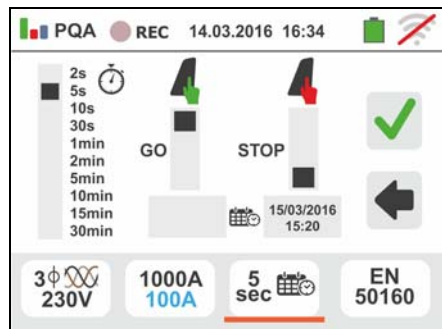 PQA REC 14.03.2016 16:34
2s
5s
10s
30s
1min
2min
5min
10min
15min
30min
GO
STOP
15/03/2016
15:20
3ϕ
230V
1000A
100A
5
sec
EN
50160